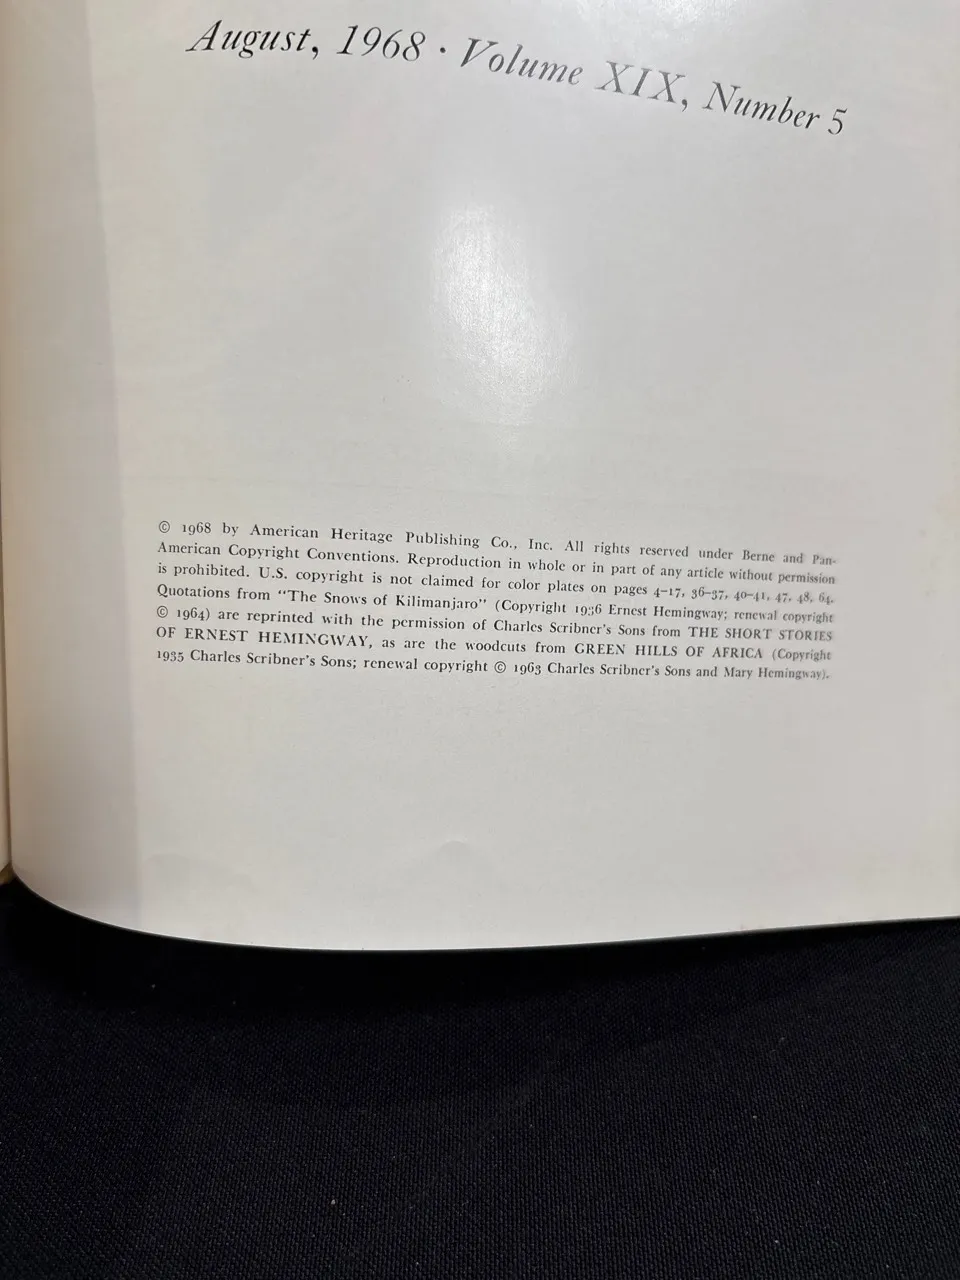 August, 1968 · Volume XIX, Number 5
© 1968 by American Heritage Publishing Co., Inc. All rights reserved under Berne and Pan-
American Copyright Conventions. Reproduction in whole or in part of any article without permission
is prohibited. U.S. copyright is not claimed for color plates on pages 4–17, 36–37, 40–41, 47, 48, 64.
Quotations from “The Snows of Kilimanjaro” (Copyright 1936 Ernest Hemingway; renewal copyright
© 1964) are reprinted with the permission of Charles Scribner's Sons from THE SHORT STORIES
OF ERNEST HEMINGWAY, as are the woodcuts from GREEN HILLS OF AFRICA (Copyright
1935 Charles Scribner's Sons; renewal copyright © 1963 Charles Scribner's Sons and Mary Hemingway).